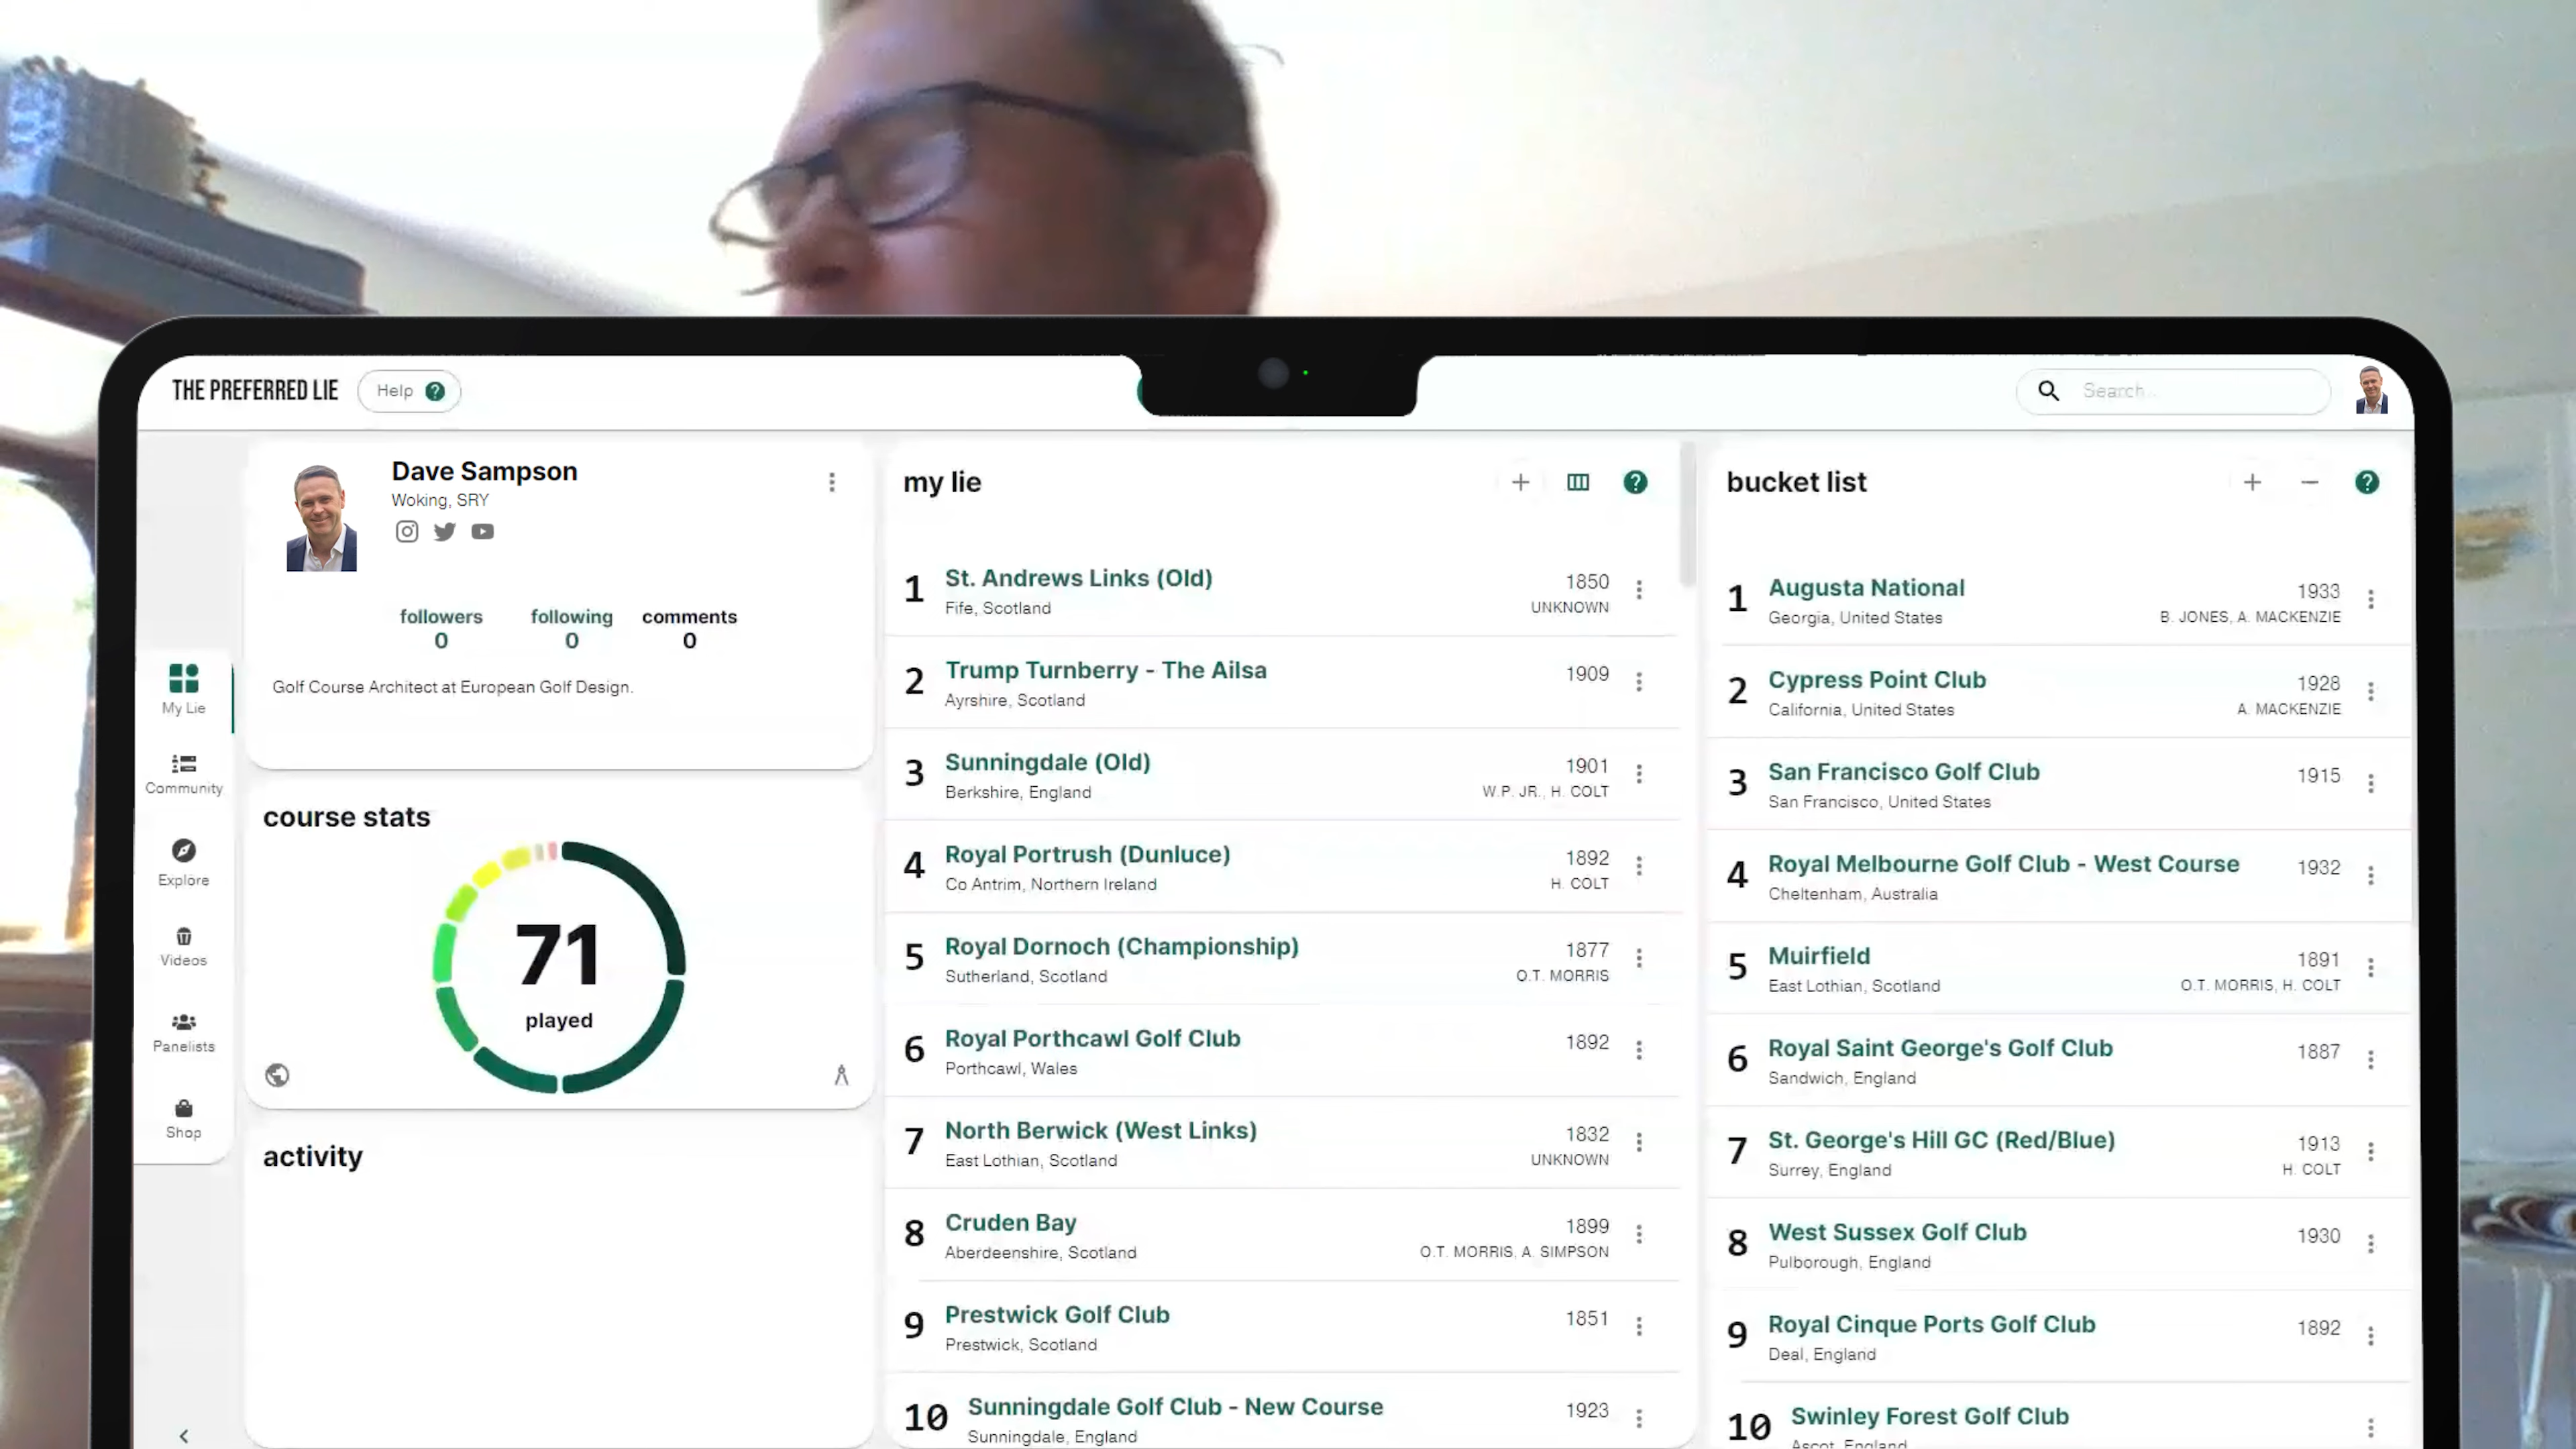 THE PREFERRED LIE
Help ?
Search...
Dave Sampson
Woking, SRY
followers
0
following
0
comments
0
Golf Course Architect at European Golf Design.
My Lie
Community
Explore
Videos
Panelists
Shop
course stats
71
played
activity
my lie
?
1
St. Andrews Links (Old)
Fife, Scotland
1850
UNKNOWN
2
Trump Turnberry - The Ailsa
Ayrshire, Scotland
1909
3
Sunningdale (Old)
Berkshire, England
1901
W.P. JR., H. COLT
4
Royal Portrush (Dunluce)
Co Antrim, Northern Ireland
1892
H. COLT
5
Royal Dornoch (Championship)
Sutherland, Scotland
1877
O.T. MORRIS
6
Royal Porthcawl Golf Club
Porthcawl, Wales
1892
7
North Berwick (West Links)
East Lothian, Scotland
1832
UNKNOWN
8
Cruden Bay
Aberdeenshire, Scotland
1899
O.T. MORRIS, A. SIMPSON
9
Prestwick Golf Club
Prestwick, Scotland
1851
10
Sunningdale Golf Club - New Course
Sunningdale, England
1923
bucket list
?
1
Augusta National
Georgia, United States
1933
B. JONES, A. MACKENZIE
2
Cypress Point Club
California, United States
1928
A. MACKENZIE
3
San Francisco Golf Club
San Francisco, United States
1915
4
Royal Melbourne Golf Club - West Course
Cheltenham, Australia
1932
5
Muirfield
East Lothian, Scotland
1891
O.T. MORRIS, H. COLT
6
Royal Saint George's Golf Club
Sandwich, England
1887
7
St. George's Hill GC (Red/Blue)
Surrey, England
1913
H. COLT
8
West Sussex Golf Club
Pulborough, England
1930
9
Royal Cinque Ports Golf Club
Deal, England
1892
10
Swinley Forest Golf Club
Ascot, England